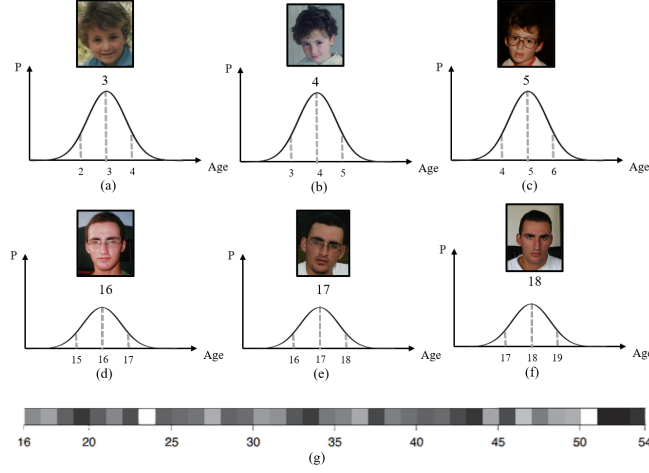 3
P
Age
2 3 4
(a)
4
Age
3 4 5
(b)
5
P
Age
4 5 6
(c)
16
P
Age
15 16 17
(d)
17
P
Age
16 17 18
(e)
18
P
Age
17 18 19
(f)
16 20 25 30 35 40 45 50 54
(g)